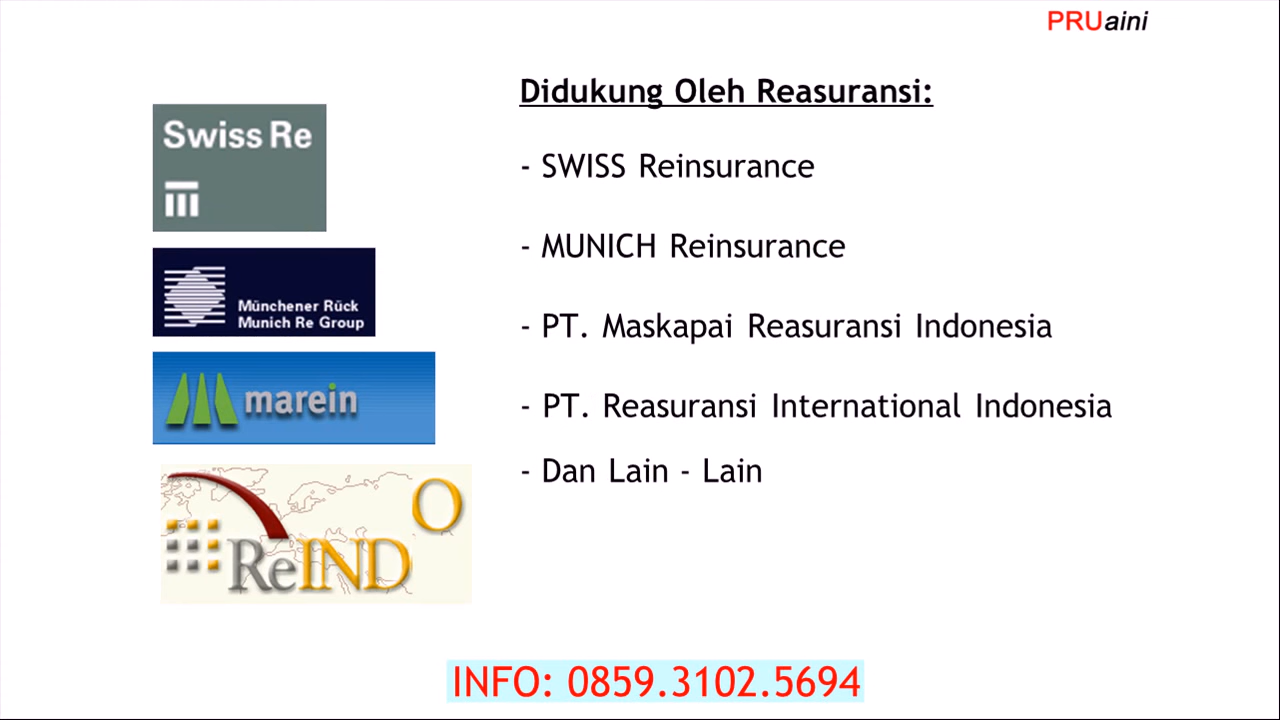 PRUaini
Didukung Oleh Reasuransi:
Swiss Re
- SWISS Reinsurance
- MUNICH Reinsurance
Münchener Rück
Munich Re Group
- PT. Maskapai Reasuransi Indonesia
marein
- PT. Reasuransi International Indonesia
- Dan Lain - Lain
ReINDO
INFO: 0859.3102.5694